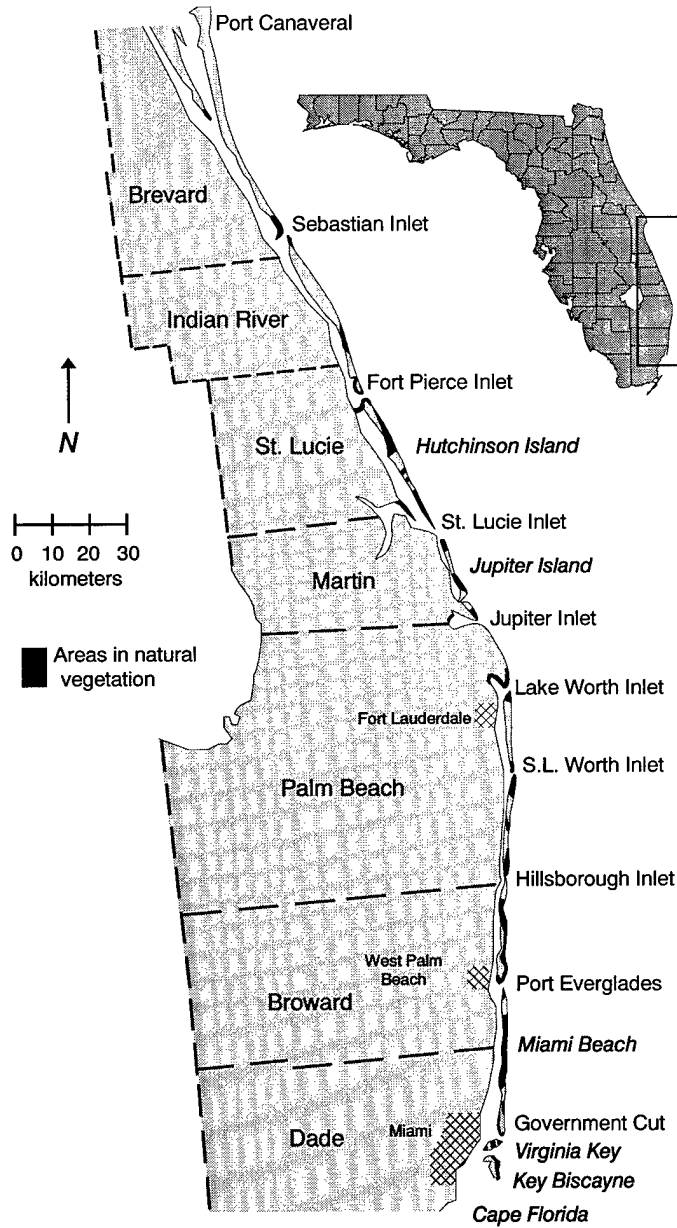 Port Canaveral
Brevard
Sebastian Inlet
Indian River
Fort Pierce Inlet
N
St. Lucie
Hutchinson Island
0 10 20 30
kilometers
St. Lucie Inlet
Martin
Jupiter Island
Jupiter Inlet
Areas in natural
vegetation
Lake Worth Inlet
Fort Lauderdale
S.L. Worth Inlet
Palm Beach
Hillsborough Inlet
West Palm
Beach
Port Everglades
Broward
Miami Beach
Government Cut
Miami
Dade
Virginia Key
Key Biscayne
Cape Florida